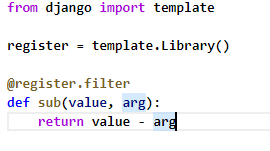 from django import template
register = template.Library()
@register.filter
def sub(value, arg):
    return value - arg